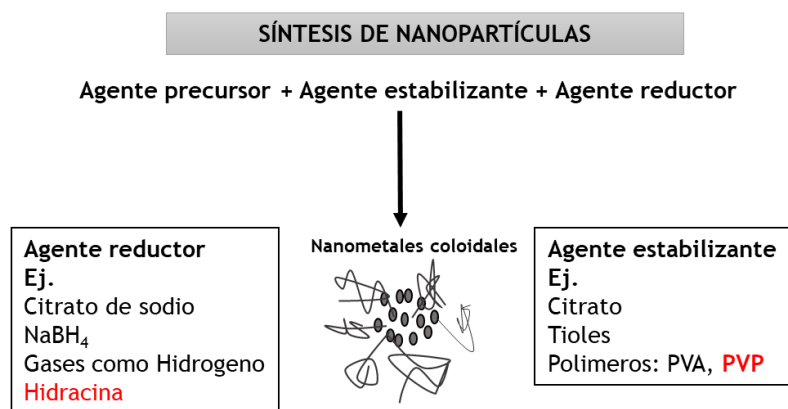 SÍNTESIS DE NANOPARTÍCULAS
Agente precursor + Agente estabilizante + Agente reductor
Agente reductor
Ej.
Citrato de sodio
NaBH₄
Gases como Hidrogeno
Hidracina
Nanometales coloidales
Agente estabilizante
Ej.
Citrato
Tioles
Polimeros: PVA, PVP